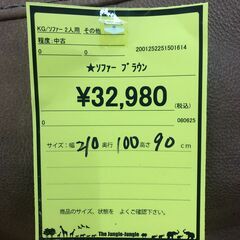 KG/ソファー 2人用 その他
程度:中古
0 0 2001252251501614
★ソファー ブラウン
¥32,980
(税込)
0 060625
サイズ:幅 210 奥行 100 高さ 90 cm
商品のサイズ、状態を よくご確認下さい。
The Jungle-Jungle